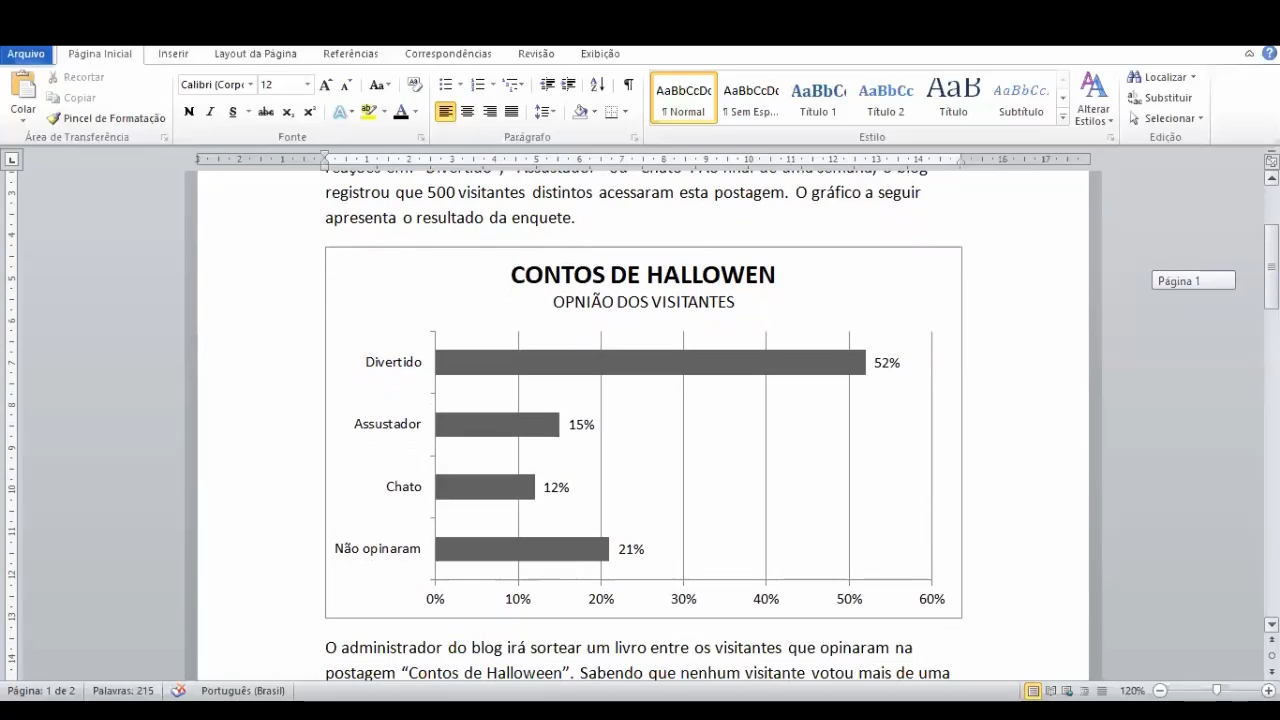 Arquivo Página Inicial Inserir Layout da Página Referências Correspondências Revisão Exibição
Colar
Recortar
Copiar
Pincel de Formatação
Área de Transferência
Calibri (Corpo 12
Fonte
Parágrafo
AaBbCcDc AaBbCcDc AaBbCc AaBbCc AaB AaBbCc.
¶ Normal ¶ Sem Esp... Título 1 Título 2 Título Subtítulo
Estilo
Alterar
Estilos
Localizar
Substituir
Selecionar
Edição
registrou que 500 visitantes distintos acessaram esta postagem. O gráfico a seguir
apresenta o resultado da enquete.
CONTOS DE HALLOWEN
OPNIÃO DOS VISITANTES
Divertido 52%
Assustador 15%
Chato 12%
Não opinaram 21%
0% 10% 20% 30% 40% 50% 60%
Página 1
O administrador do blog irá sortear um livro entre os visitantes que opinaram na
postagem “Contos de Halloween”. Sabendo que nenhum visitante votou mais de uma
Página: 1 de 2 Palavras: 215 Português (Brasil) 120%